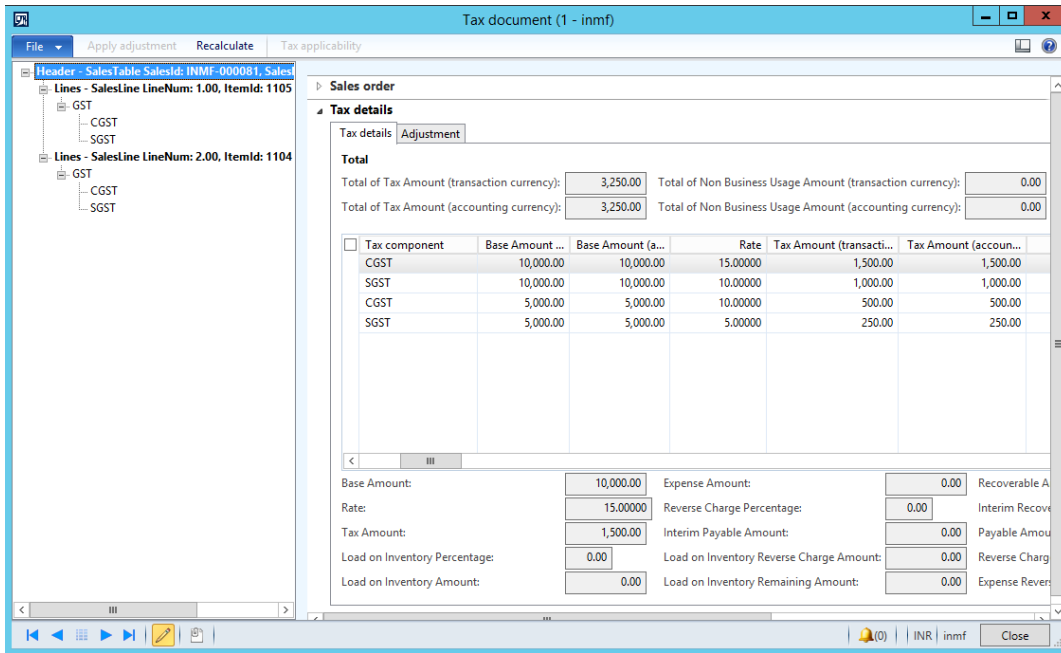 Tax document (1 - inmf)
File Apply adjustment Recalculate Tax applicability
Header - SalesTable SalesId: INMF-000081, SalesI
Lines - SalesLine LineNum: 1.00, ItemId: 1105
GST
CGST
SGST
Lines - SalesLine LineNum: 2.00, ItemId: 1104
GST
CGST
SGST
Sales order
Tax details
Tax details Adjustment
Total
Total of Tax Amount (transaction currency): 3,250.00 Total of Non Business Usage Amount (transaction currency): 0.00
Total of Tax Amount (accounting currency): 3,250.00 Total of Non Business Usage Amount (accounting currency): 0.00
Tax component Base Amount ... Base Amount (a... Rate Tax Amount (transacti... Tax Amount (accoun...
CGST 10,000.00 10,000.00 15.00000 1,500.00 1,500.00
SGST 10,000.00 10,000.00 10.00000 1,000.00 1,000.00
CGST 5,000.00 5,000.00 10.00000 500.00 500.00
SGST 5,000.00 5,000.00 5.00000 250.00 250.00
Base Amount: 10,000.00 Expense Amount: 0.00 Recoverable A
Rate: 15.00000 Reverse Charge Percentage: 0.00 Interim Recove
Tax Amount: 1,500.00 Interim Payable Amount: 0.00 Payable Amou
Load on Inventory Percentage: 0.00 Load on Inventory Reverse Charge Amount: 0.00 Reverse Charg
Load on Inventory Amount: 0.00 Load on Inventory Remaining Amount: 0.00 Expense Revers
(0) INR inmf Close